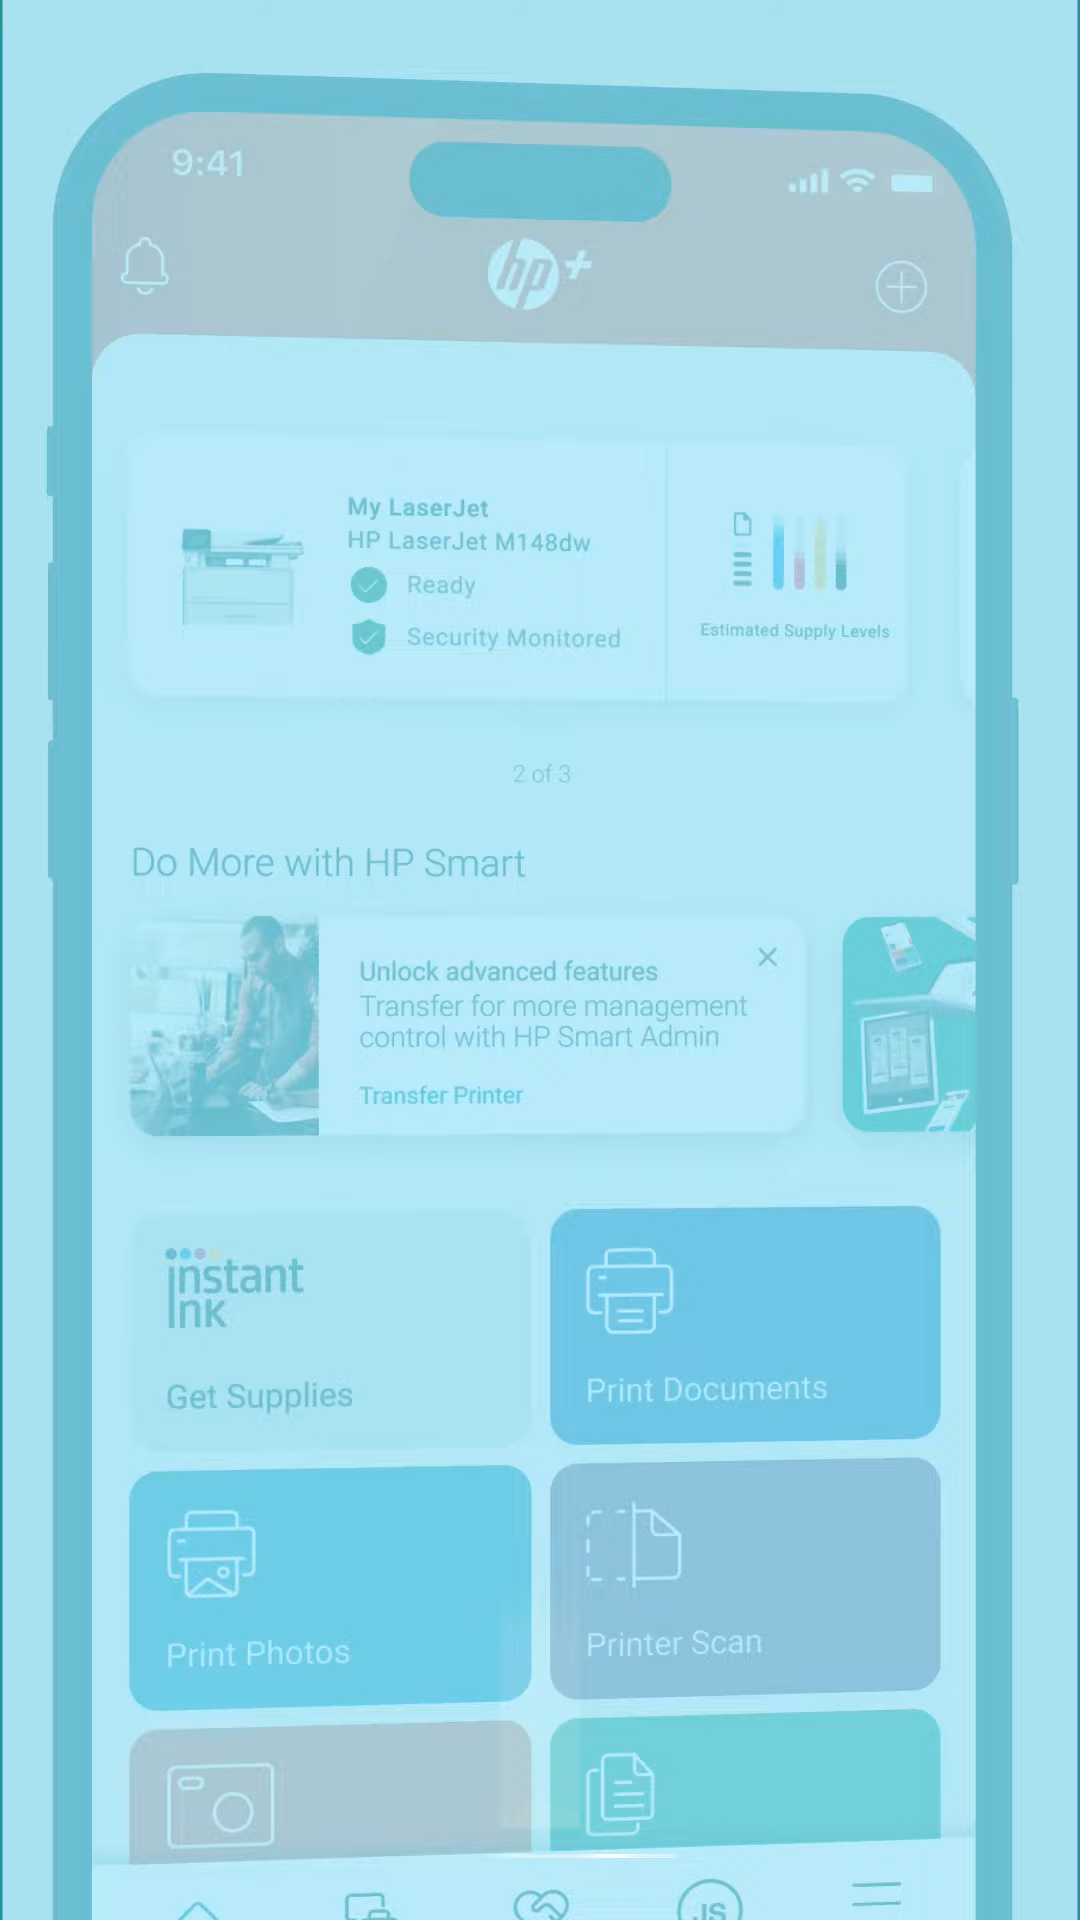 9:41
hp+
My LaserJet
HP LaserJet M148dw
Ready
Security Monitored
Estimated Supply Levels
2 of 3
Do More with HP Smart
Unlock advanced features
Transfer for more management
control with HP Smart Admin
Transfer Printer
instant
Ink
Get Supplies
Print Documents
Print Photos
Printer Scan
JS